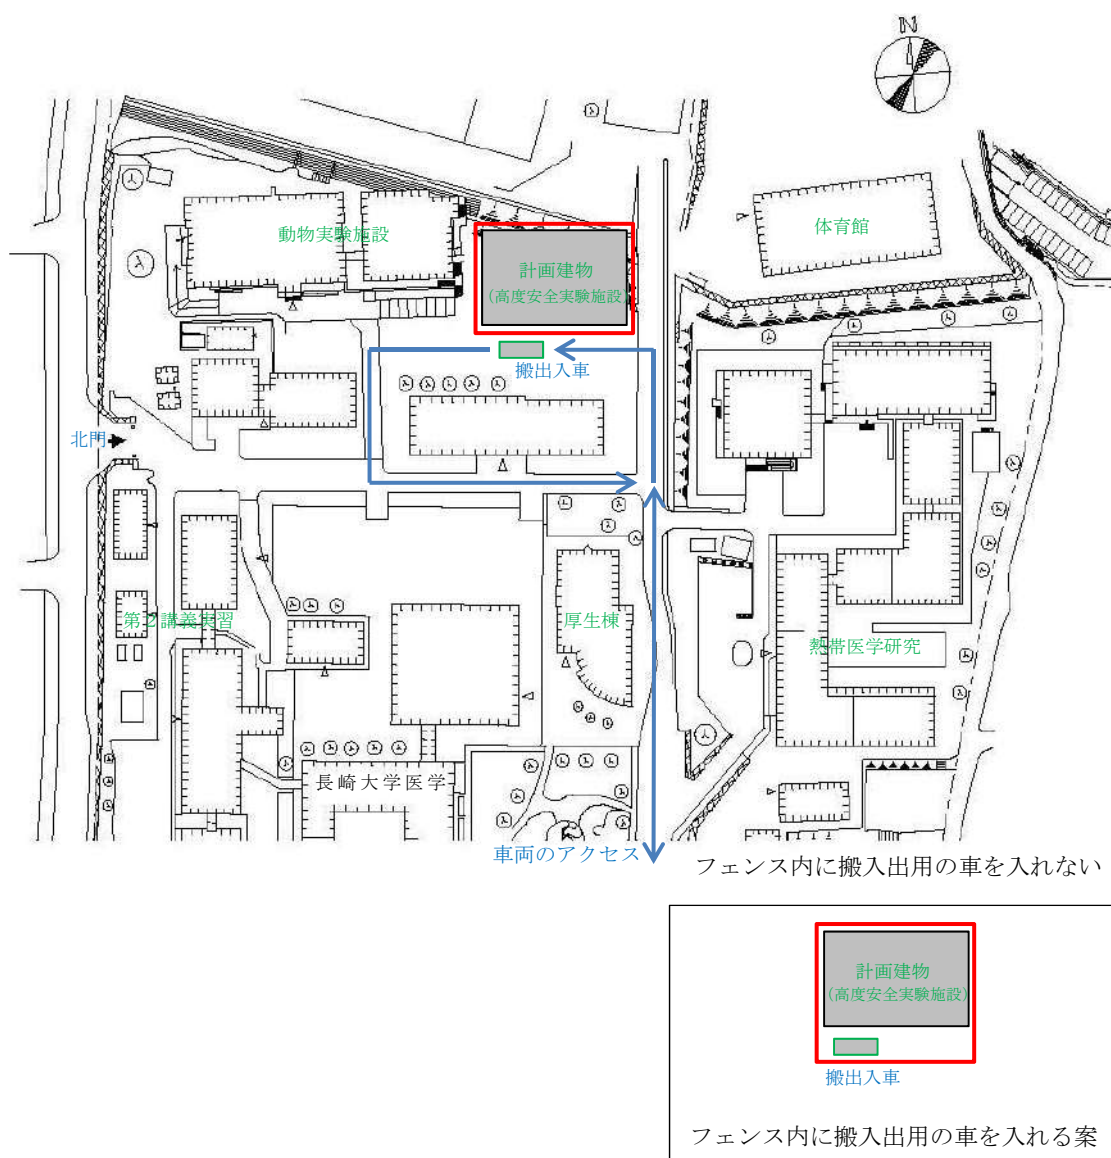 N
動物実験施設
体育館
計画建物
(高度安全実験施設)
搬出入車
北門
第２講義実習
厚生棟
熱帯医学研究
長崎大学医学
車両のアクセス
フェンス内に搬入出用の車を入れない
計画建物
(高度安全実験施設)
搬出入車
フェンス内に搬入出用の車を入れる案